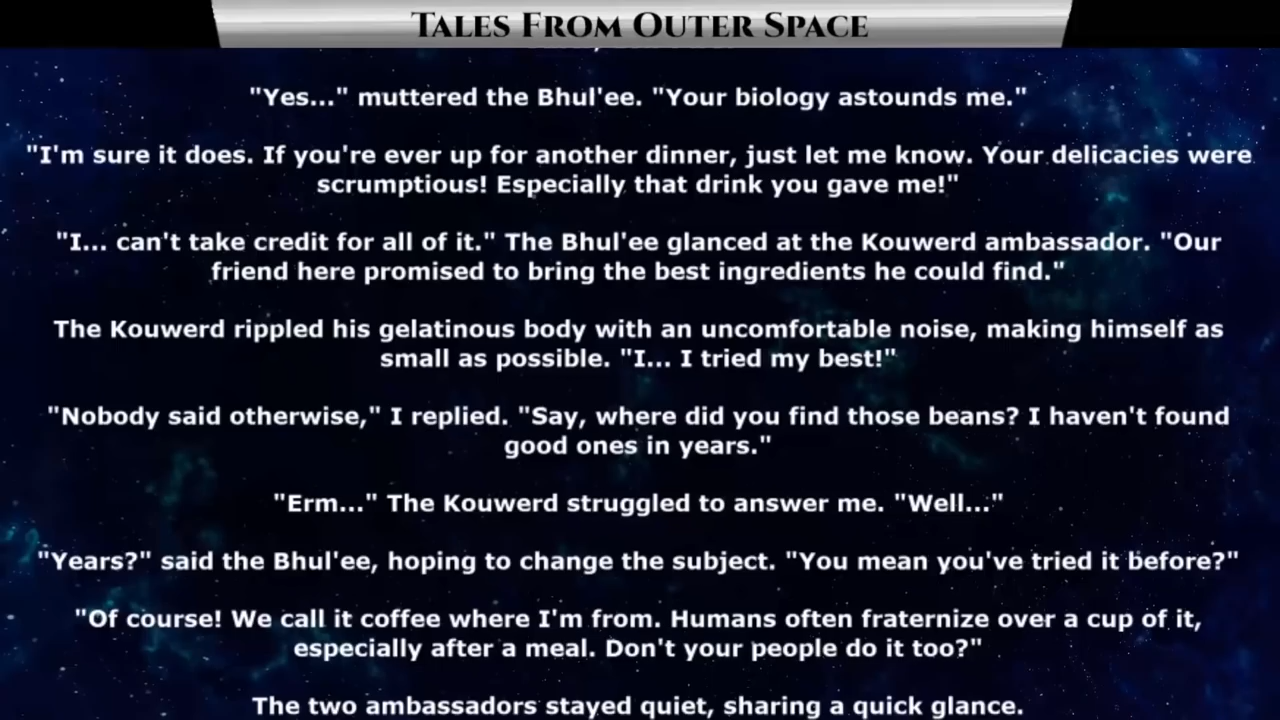 Tales From Outer Space
"Yes..." muttered the Bhul'ee. "Your biology astounds me."
"I'm sure it does. If you're ever up for another dinner, just let me know. Your delicacies were
scrumptious! Especially that drink you gave me!"
"I... can't take credit for all of it." The Bhul'ee glanced at the Kouwerd ambassador. "Our
friend here promised to bring the best ingredients he could find."
The Kouwerd rippled his gelatinous body with an uncomfortable noise, making himself as
small as possible. "I... I tried my best!"
"Nobody said otherwise," I replied. "Say, where did you find those beans? I haven't found
good ones in years."
"Erm..." The Kouwerd struggled to answer me. "Well..."
"Years?" said the Bhul'ee, hoping to change the subject. "You mean you've tried it before?"
"Of course! We call it coffee where I'm from. Humans often fraternize over a cup of it,
especially after a meal. Don't your people do it too?"
The two ambassadors stayed quiet, sharing a quick glance.